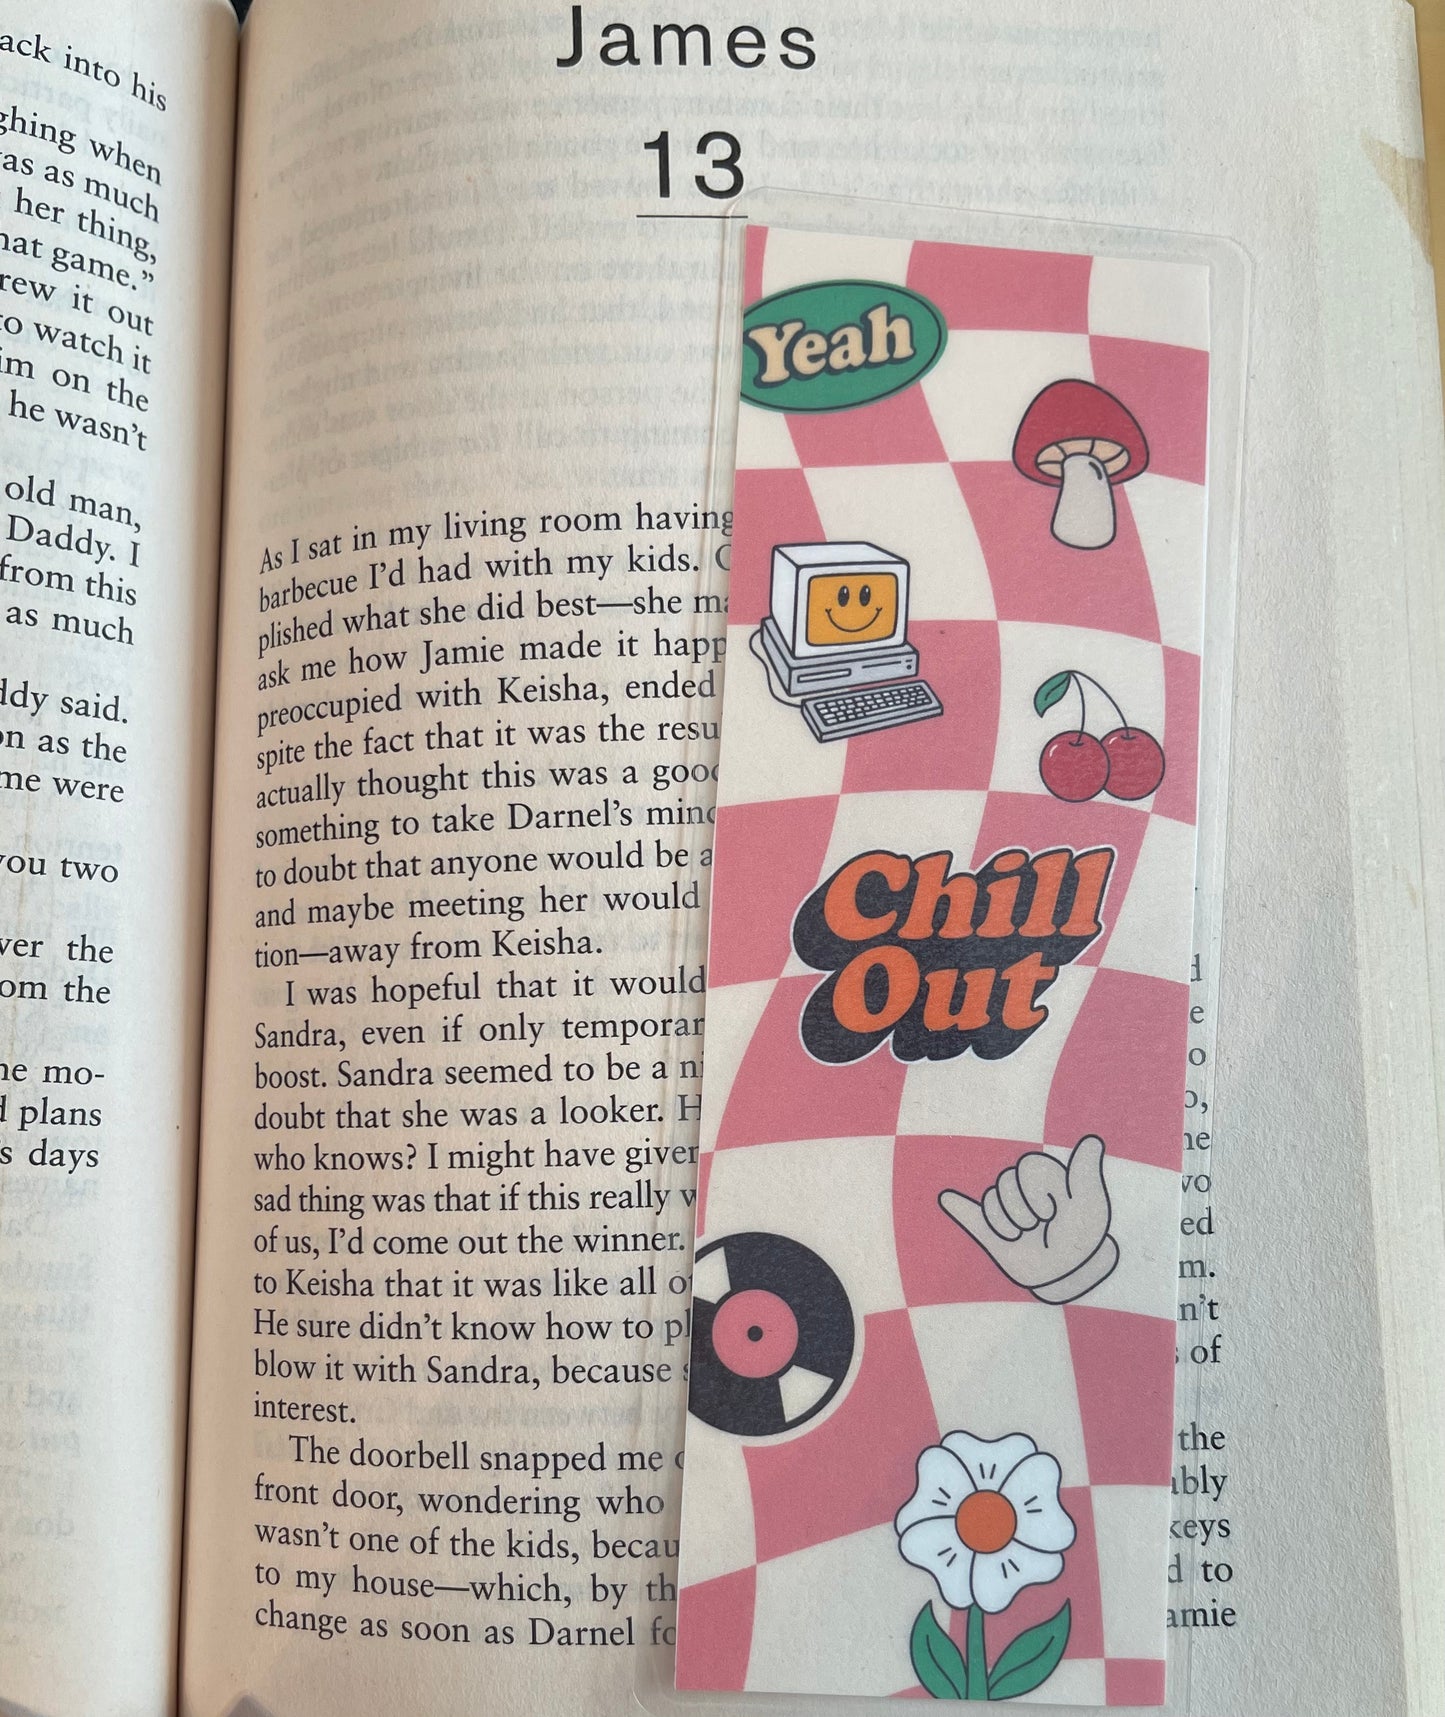 ack into his
ghing when
as as much
her thing,
hat game.”
rew it out
to watch it
im on the
he wasn’t
old man,
Daddy. I
from this
as much
ddy said.
on as the
me were
you two
ver the
om the
he mo-
d plans
’s days
James
13
As I sat in my living room having
barbecue I’d had with my kids.
plished what she did best—she
ask me how Jamie made it happ
preoccupied with Keisha, ended
spite the fact that it was the resu
actually thought this was a good
something to take Darnel’s mind
to doubt that anyone would be a
and maybe meeting her would
tion—away from Keisha.
I was hopeful that it would
Sandra, even if only temporar
boost. Sandra seemed to be a ni
doubt that she was a looker. H
who knows? I might have given
sad thing was that if this really w
of us, I’d come out the winner.
to Keisha that it was like all
He sure didn’t know how to pl
blow it with Sandra, because
interest.
The doorbell snapped me
front door, wondering who
wasn’t one of the kids, becau
to my house—which, by th
change as soon as Darnel fo
Yeah
Chill
Out
d
e
o
o,
he
wo
ed
m.
n’t
of
the
ably
keys
d to
amie